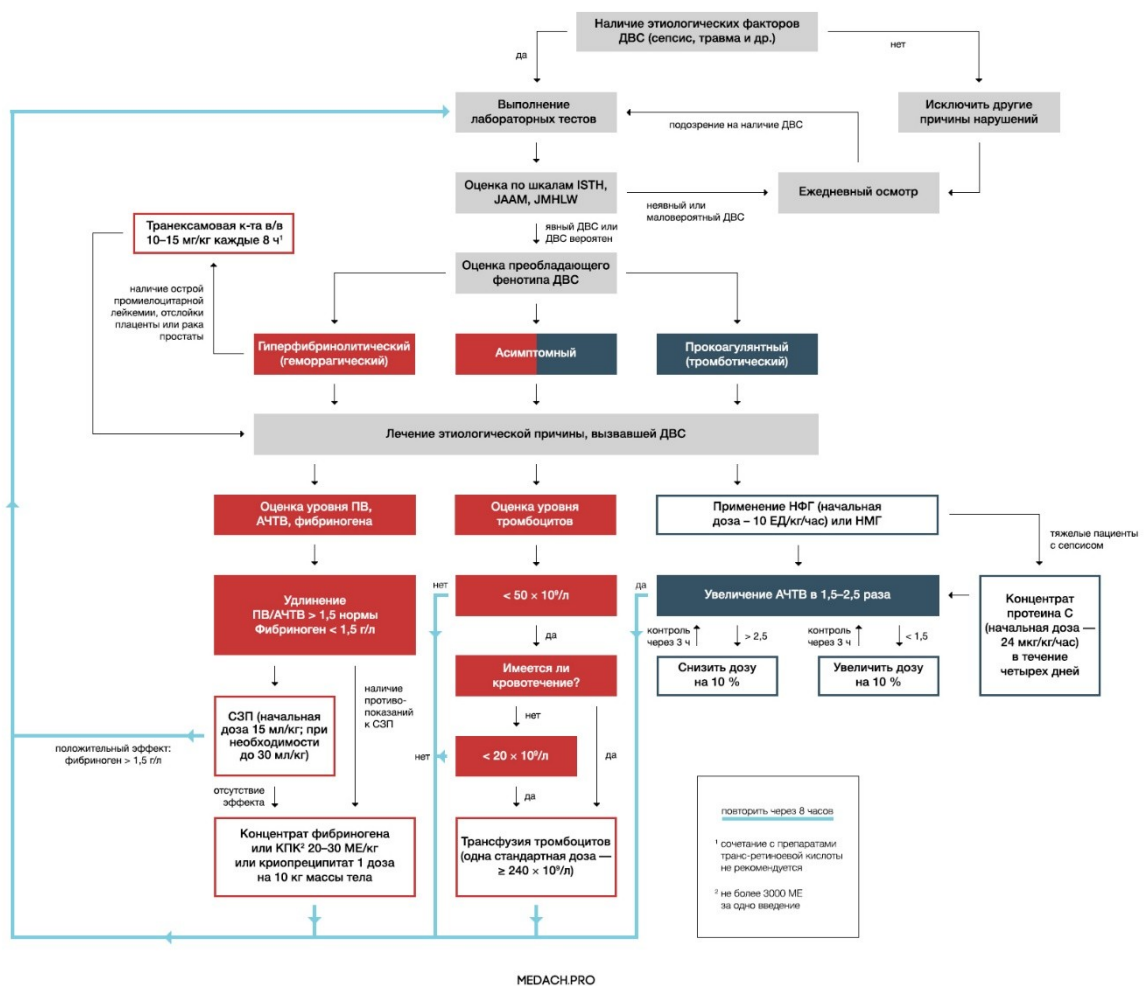 Наличие этиологических факторов
ДВС (сепсис, травма и др.)
да
нет
Выполнение
лабораторных тестов
подозрение на наличие ДВС
Исключить другие
причины нарушений
Оценка по шкалам ISTH,
JAAM, JMHLW
неявный или
маловероятный ДВС
Ежедневный осмотр
явный ДВС или
ДВС вероятен
Транексамовая к-та в/в
10–15 мг/кг каждые 8 ч¹
Оценка преобладающего
фенотипа ДВС
наличие острой
промиелоцитарной
лейкемии, отслойки
плаценты или рака
простаты
Гиперфибринолитический
(геморрагический)
Асимптомный
Прокоагулянтный
(тромботический)
Лечение этиологической причины, вызвавшей ДВС
Оценка уровня ПВ,
АЧТВ, фибриногена
Оценка уровня
тромбоцитов
Применение НФГ (начальная
доза – 10 ЕД/кг/час) или НМГ
тяжелые пациенты
с сепсисом
Удлинение
ПВ/АЧТВ > 1,5 нормы
Фибриноген < 1,5 г/л
нет
< 50 × 10⁹/л
да
Увеличение АЧТВ в 1,5–2,5 раза
Концентрат
протеина С
(начальная доза —
24 мкг/кг/час)
в течение
четырех дней
да
контроль
через 3 ч
> 2,5
контроль
через 3 ч
< 1,5
Имеется ли
кровотечение?
Снизить дозу
на 10 %
Увеличить дозу
на 10 %
наличие
противо-
показаний
к СЗП
СЗП (начальная
доза 15 мл/кг; при
необходимости
до 30 мл/кг)
нет
положительный эффект:
фибриноген > 1,5 г/л
нет
< 20 × 10⁹/л
да
отсутствие
эффекта
да
Концентрат фибриногена
или КПК² 20–30 МЕ/кг
или криопреципитат 1 доза
на 10 кг массы тела
Трансфузия тромбоцитов
(одна стандартная доза —
≥ 240 × 10⁹/л)
повторить через 8 часов
¹ сочетание с препаратами
транс-ретиноевой кислоты
не рекомендуется
² не более 3000 МЕ
за одно введение
MEDACH.PRO